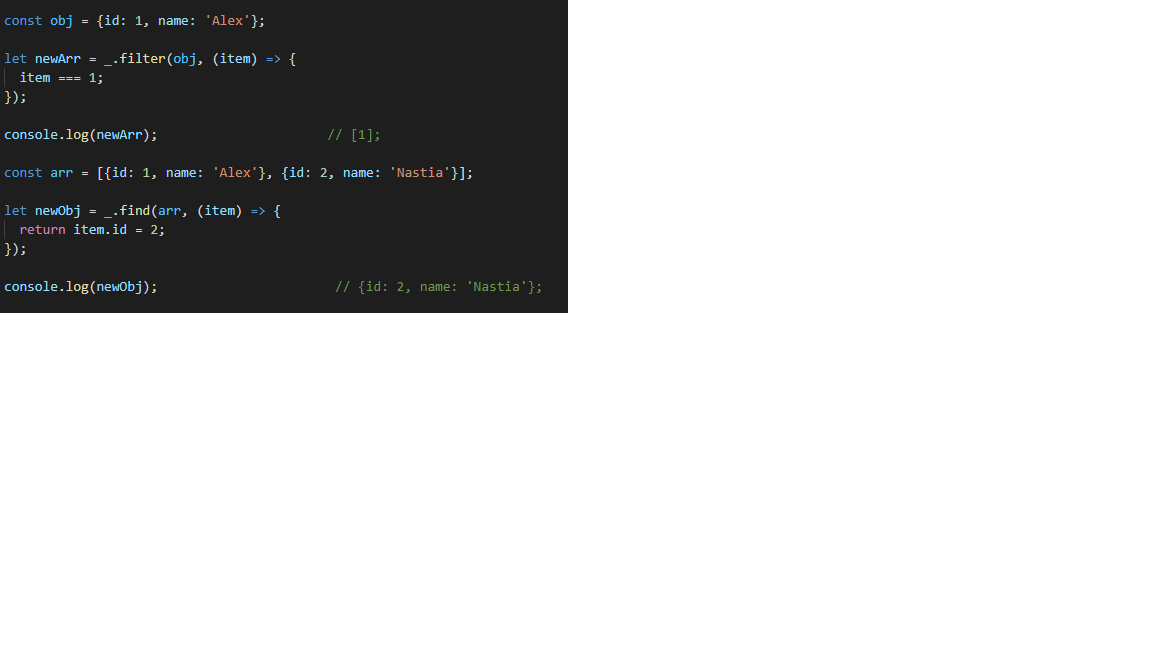 const obj = {id: 1, name: 'Alex'};
let newArr = _.filter(obj, (item) => {
  item === 1;
});
console.log(newArr);                      // [1];
const arr = [{id: 1, name: 'Alex'}, {id: 2, name: 'Nastia'}];
let newObj = _.find(arr, (item) => {
  return item.id = 2;
});
console.log(newObj);                       // {id: 2, name: 'Nastia'};